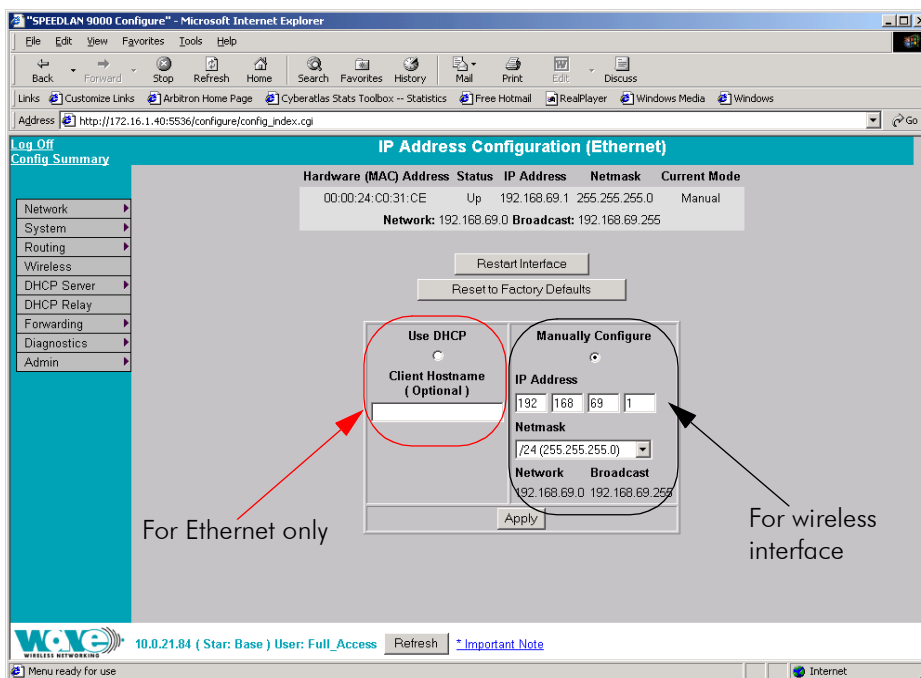 "SPEEDLAN 9000 Configure" - Microsoft Internet Explorer
File Edit View Favorites Tools Help
Back Forward Stop Refresh Home Search Favorites History Mail Print Edit Discuss
Links Customize Links Arbitron Home Page Cyberatlas Stats Toolbox -- Statistics Free Hotmail RealPlayer Windows Media Windows
Address http://172.16.1.40:5536/configure/config_index.cgi Go
Log Off
Config Summary
IP Address Configuration (Ethernet)
Hardware (MAC) Address Status IP Address Netmask Current Mode
00:00:24:C0:31:CE Up 192.168.69.1 255.255.255.0 Manual
Network: 192.168.69.0 Broadcast: 192.168.69.255
Network
System
Routing
Wireless
DHCP Server
DHCP Relay
Forwarding
Diagnostics
Admin
Restart Interface
Reset to Factory Defaults
Use DHCP
Client Hostname
( Optional )
Manually Configure
IP Address
192 168 69 1
Netmask
/24 (255.255.255.0)
Network Broadcast
192.168.69.0 192.168.69.255
Apply
For Ethernet only
For wireless
interface
WAVE
WIRELESS NETWORKING
10.0.21.84 ( Star: Base ) User: Full_Access Refresh * Important Note
Menu ready for use Internet